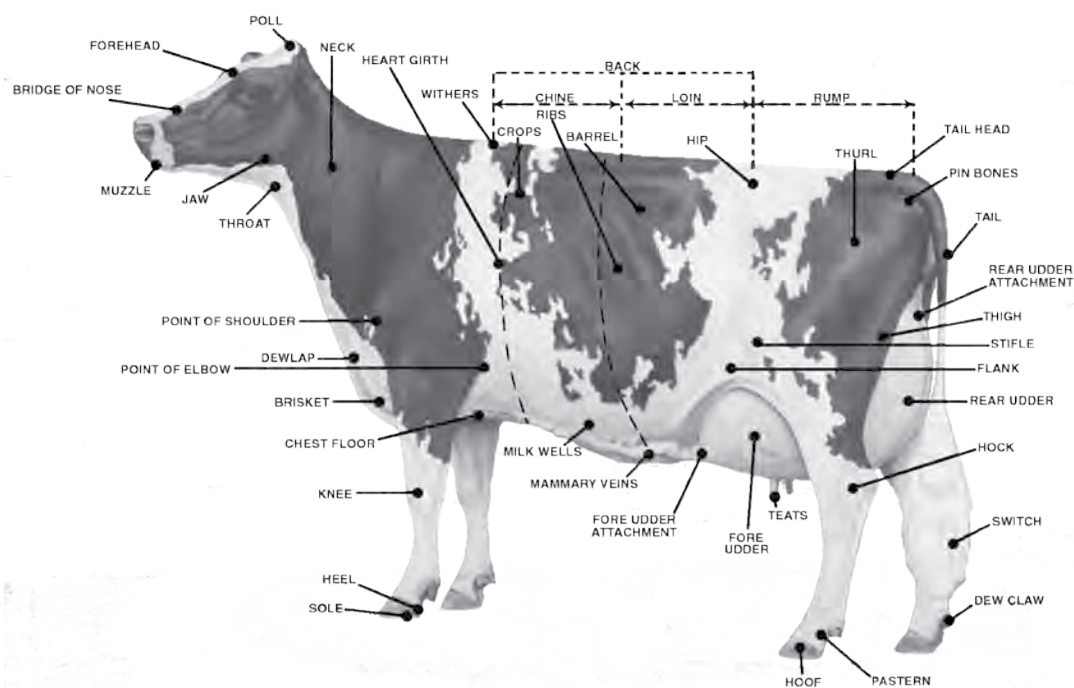 POLL
FOREHEAD
NECK
HEART GIRTH
BACK
BRIDGE OF NOSE
WITHERS
CHINE
LOIN
RUMP
RIBS
CROPS
BARREL
HIP
TAIL HEAD
THURL
PIN BONES
MUZZLE
JAW
THROAT
TAIL
REAR UDDER
ATTACHMENT
POINT OF SHOULDER
THIGH
STIFLE
DEWLAP
POINT OF ELBOW
FLANK
BRISKET
REAR UDDER
CHEST FLOOR
MILK WELLS
HOCK
MAMMARY VEINS
KNEE
FORE UDDER
ATTACHMENT
TEATS
FORE
UDDER
SWITCH
HEEL
SOLE
DEW CLAW
HOOF
PASTERN